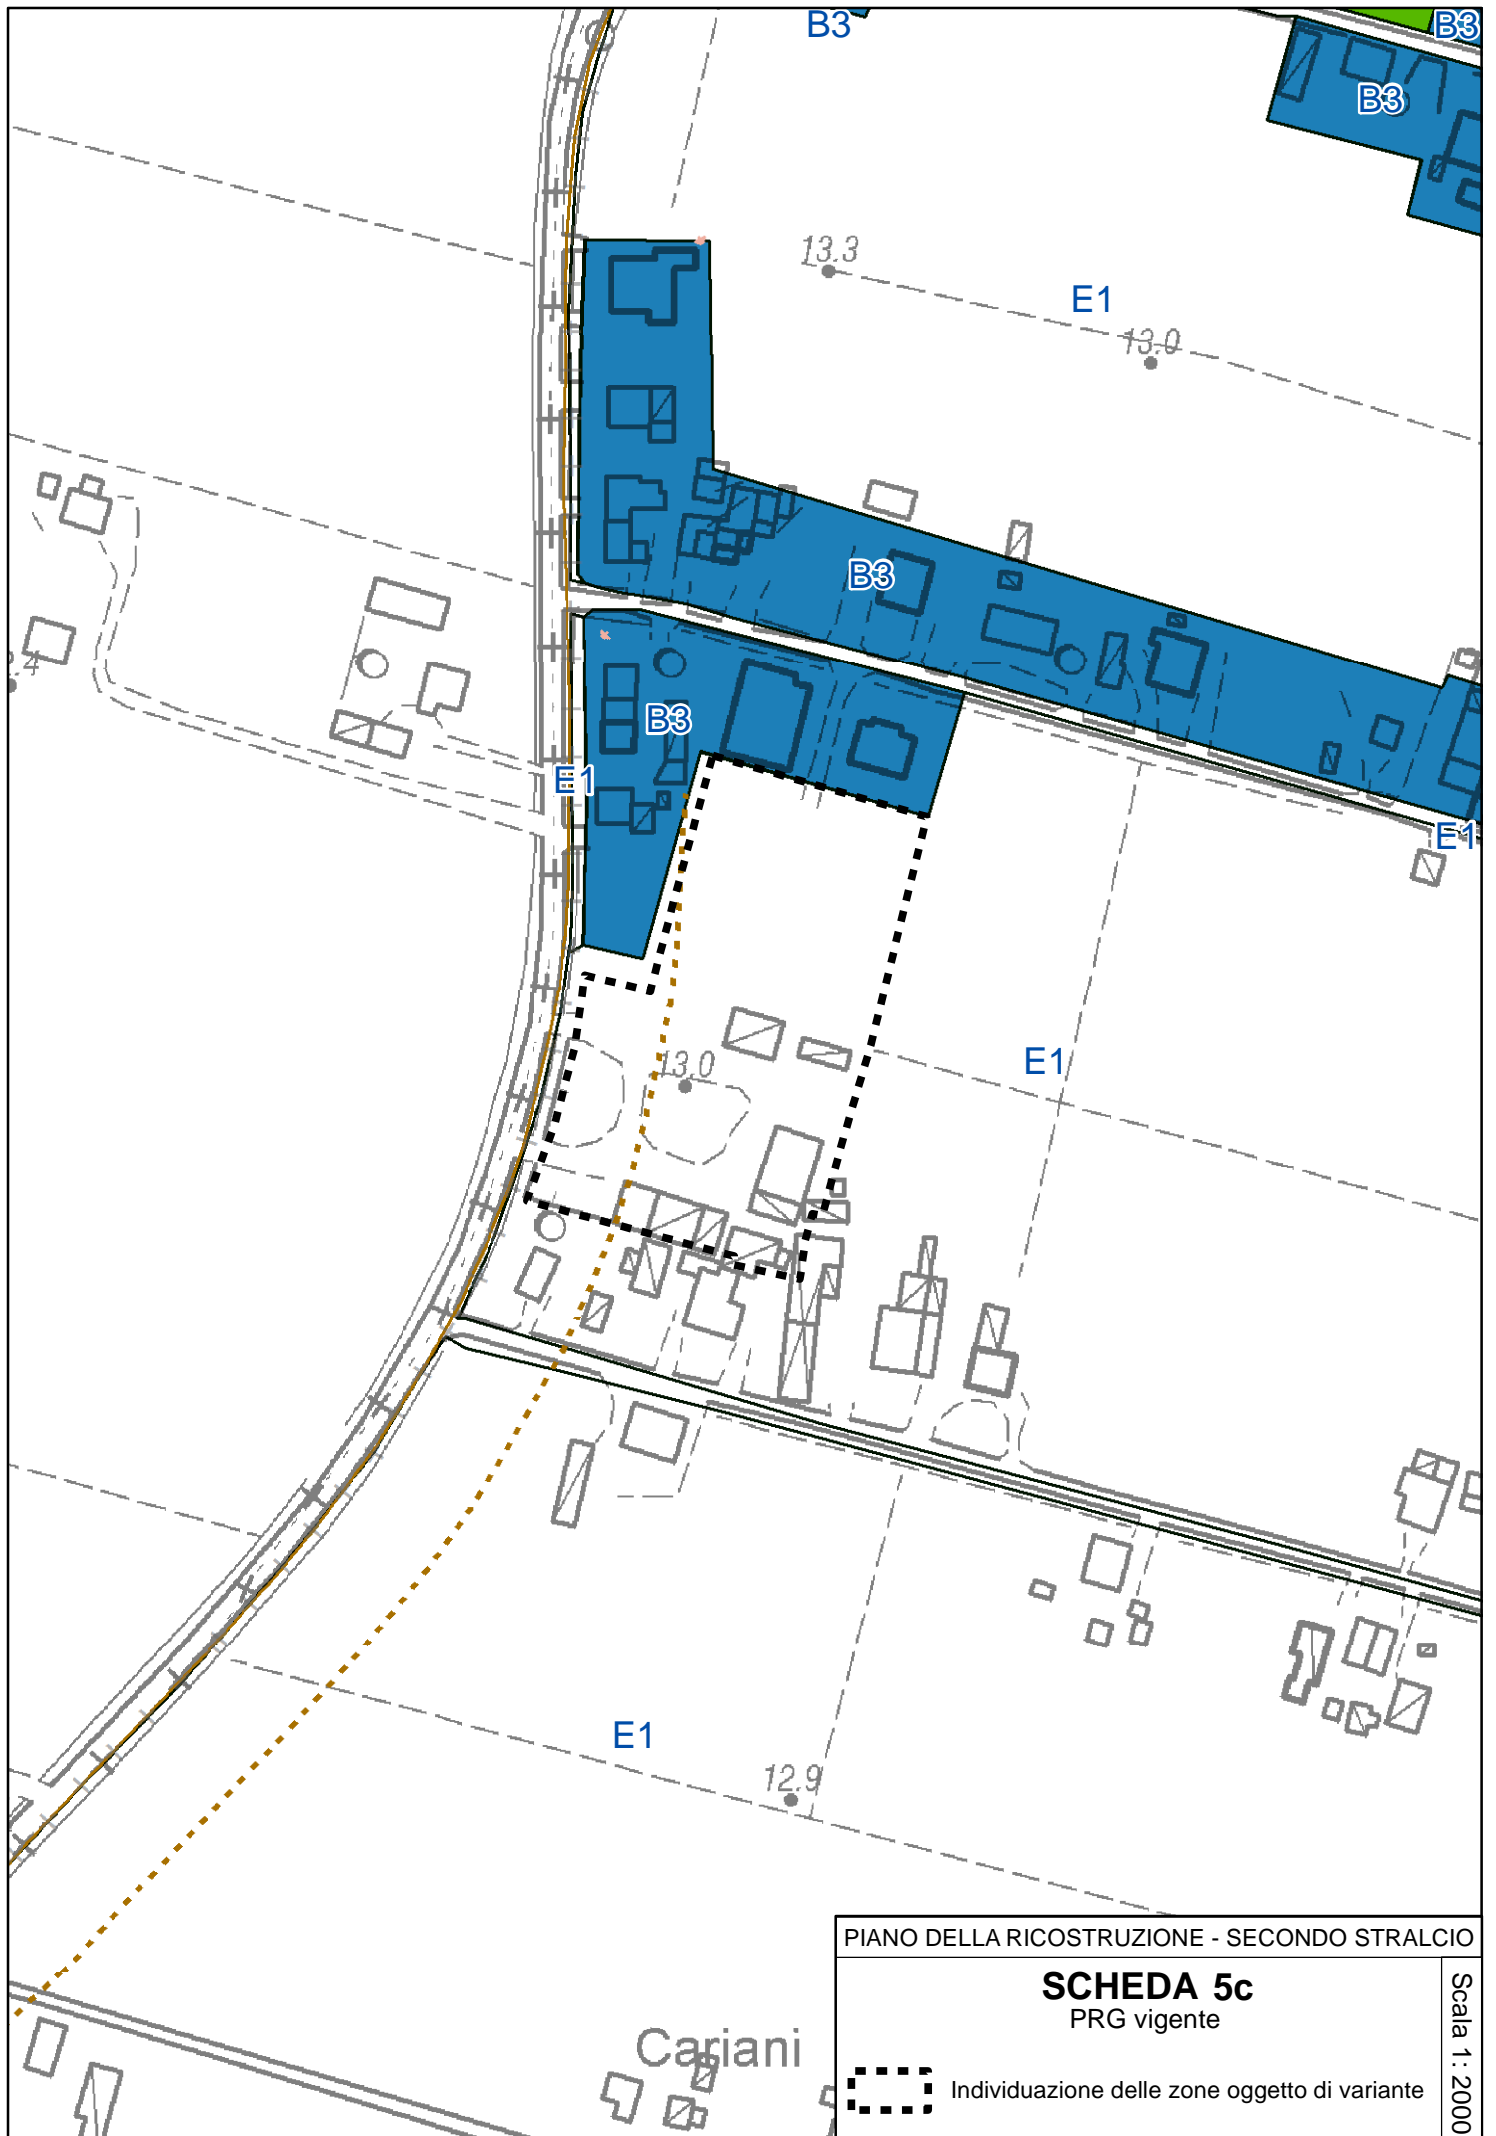 B3
B3
B3
13.3
E1
13.0
B3
B3
E1
E1
13.0
E1
E1
12.9
PIANO DELLA RICOSTRUZIONE - SECONDO STRALCIO
SCHEDA 5c
PRG vigente
Individuazione delle zone oggetto di variante
Scala 1: 2000
Cariani